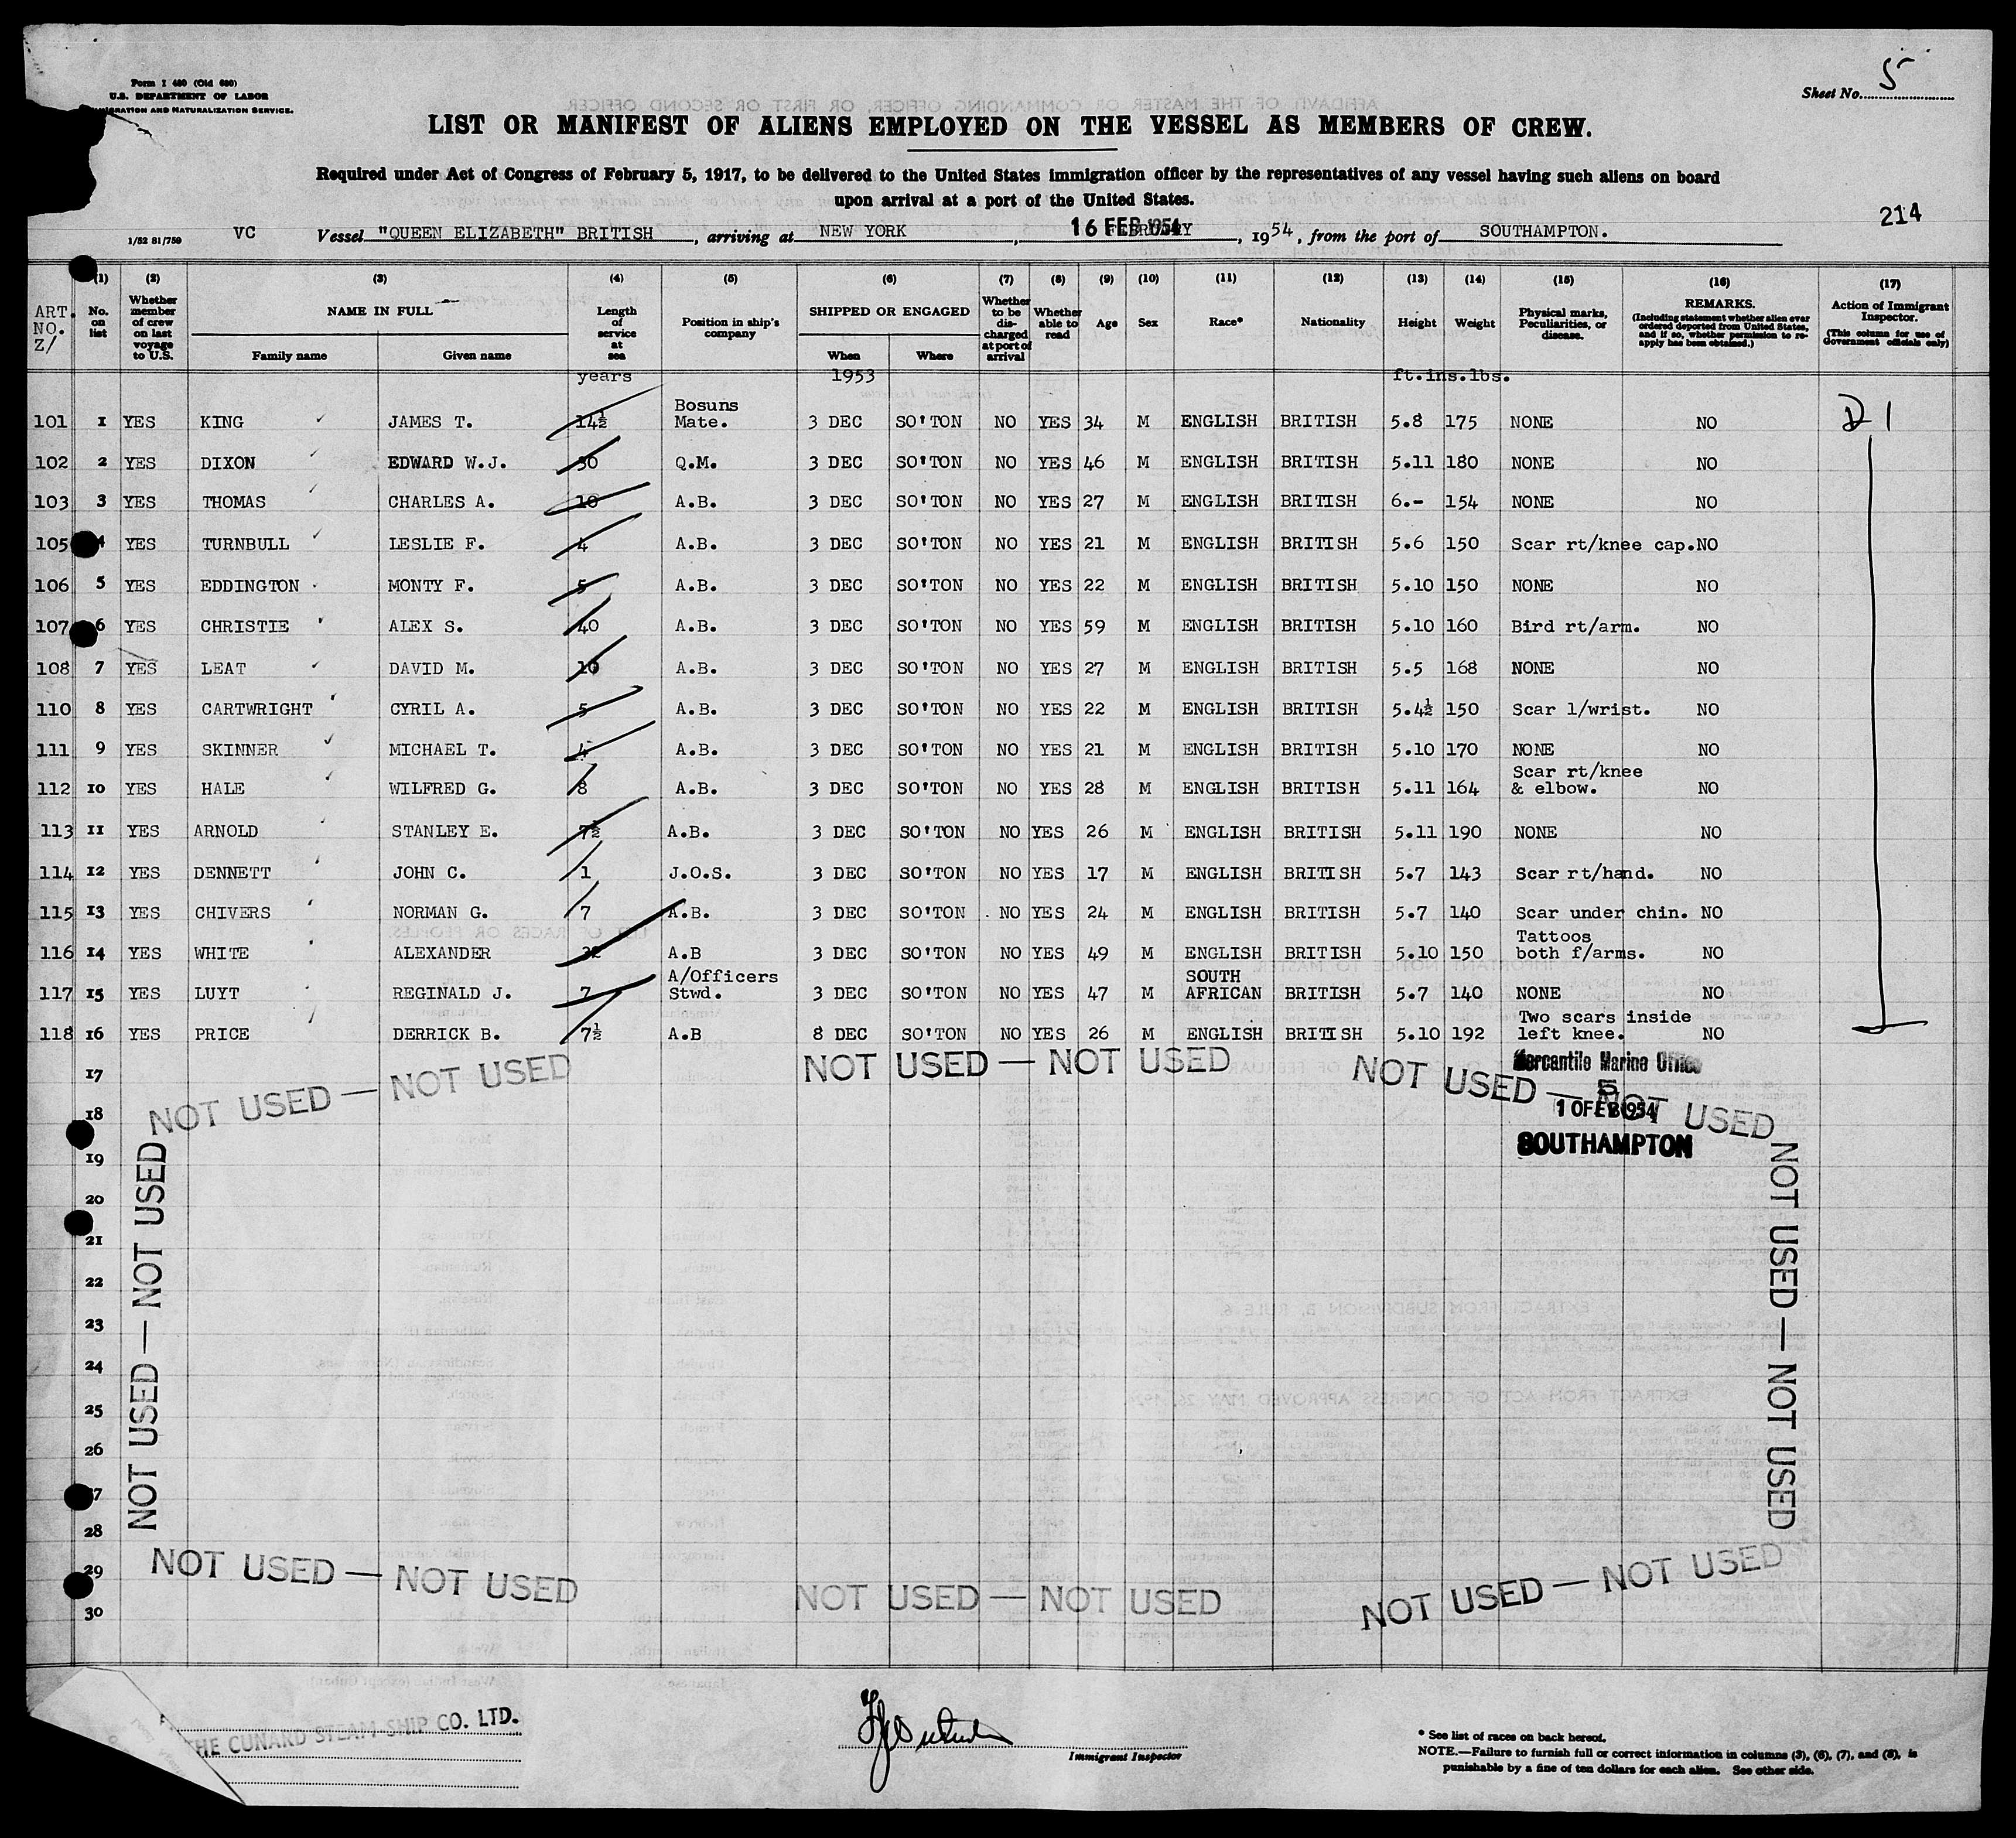 Form I 480 (Old 680)
U.S. DEPARTMENT OF LABOR
IMMIGRATION AND NATURALIZATION SERVICE.
Sheet No. 5
LIST OR MANIFEST OF ALIENS EMPLOYED ON THE VESSEL AS MEMBERS OF CREW.
Required under Act of Congress of February 5, 1917, to be delivered to the United States immigration officer by the representatives of any vessel having such aliens on board
upon arrival at a port of the United States.
214
1/52 81/759 VC Vessel "QUEEN ELIZABETH" BRITISH, arriving at NEW YORK, 16 FEB 1954 FEBRUARY, 1954, from the port of SOUTHAMPTON.
ART. NO. Z/ (1) No. on list (2) Whether member of crew on last voyage to U.S. (3) NAME IN FULL Family name Given name (4) Length of service at sea (5) Position in ship's company (6) SHIPPED OR ENGAGED When Where (7) Whether to be discharged at port of arrival (8) Whether able to read (9) Age (10) Sex (11) Race* (12) Nationality (13) Height (14) Weight (15) Physical marks, Peculiarities, or disease. (16) REMARKS. (Including statement whether alien ever ordered deported from United States, and if so, whether permission to re-apply has been obtained.) (17) Action of Immigrant Inspector. (This column for use of Government officials only)
years 1953 ft.ins.lbs.
101 1 YES KING JAMES T. 14½ Bosuns Mate. 3 DEC SO'TON NO YES 34 M ENGLISH BRITISH 5.8 175 NONE NO D 1
102 2 YES DIXON EDWARD W.J. 30 Q.M. 3 DEC SO'TON NO YES 46 M ENGLISH BRITISH 5.11 180 NONE NO
103 3 YES THOMAS CHARLES A. 10 A.B. 3 DEC SO'TON NO YES 27 M ENGLISH BRITISH 6.- 154 NONE NO
105 4 YES TURNBULL LESLIE F. 4 A.B. 3 DEC SO'TON NO YES 21 M ENGLISH BRITISH 5.6 150 Scar rt/knee cap. NO
106 5 YES EDDINGTON MONTY F. 5 A.B. 3 DEC SO'TON NO YES 22 M ENGLISH BRITISH 5.10 150 NONE NO
107 6 YES CHRISTIE ALEX S. 40 A.B. 3 DEC SO'TON NO YES 59 M ENGLISH BRITISH 5.10 160 Bird rt/arm. NO
108 7 YES LEAT DAVID M. 10 A.B. 3 DEC SO'TON NO YES 27 M ENGLISH BRITISH 5.5 168 NONE NO
110 8 YES CARTWRIGHT CYRIL A. 5 A.B. 3 DEC SO'TON NO YES 22 M ENGLISH BRITISH 5.4½ 150 Scar l/wrist. NO
111 9 YES SKINNER MICHAEL T. 4 A.B. 3 DEC SO'TON NO YES 21 M ENGLISH BRITISH 5.10 170 NONE NO
112 10 YES HALE WILFRED G. 8 A.B. 3 DEC SO'TON NO YES 28 M ENGLISH BRITISH 5.11 164 Scar rt/knee & elbow. NO
113 11 YES ARNOLD STANLEY E. 7½ A.B. 3 DEC SO'TON NO YES 26 M ENGLISH BRITISH 5.11 190 NONE NO
114 12 YES DENNETT JOHN C. 1 J.O.S. 3 DEC SO'TON NO YES 17 M ENGLISH BRITISH 5.7 143 Scar rt/hand. NO
115 13 YES CHIVERS NORMAN G. 7 A.B. 3 DEC SO'TON NO YES 24 M ENGLISH BRITISH 5.7 140 Scar under chin. NO
116 14 YES WHITE ALEXANDER 32 A.B 3 DEC SO'TON NO YES 49 M ENGLISH BRITISH 5.10 150 Tattoos both f/arms. NO
117 15 YES LUYT REGINALD J. 7 A/Officers Stwd. 3 DEC SO'TON NO YES 47 M SOUTH AFRICAN BRITISH 5.7 140 NONE NO
118 16 YES PRICE DERRICK B. 7½ A.B 8 DEC SO'TON NO YES 26 M ENGLISH BRITISH 5.10 192 Two scars inside left knee. NO
17
NOT USED — NOT USED NOT USED — NOT USED NOT USED — NOT USED
Mercantile Marine Office
5
10 FEB 1954
SOUTHAMPTON
18
19
20
21
22
23
24
25
26
27
28
29
30
NOT USED — NOT USED
NOT USED — NOT USED
NOT USED — NOT USED NOT USED — NOT USED NOT USED — NOT USED
THE CUNARD STEAM-SHIP CO. LTD.
Immigrant Inspector
* See list of races on back hereof.
NOTE.—Failure to furnish full or correct information in columns (3), (6), (7), and (8), is
punishable by a fine of ten dollars for each alien. See other side.